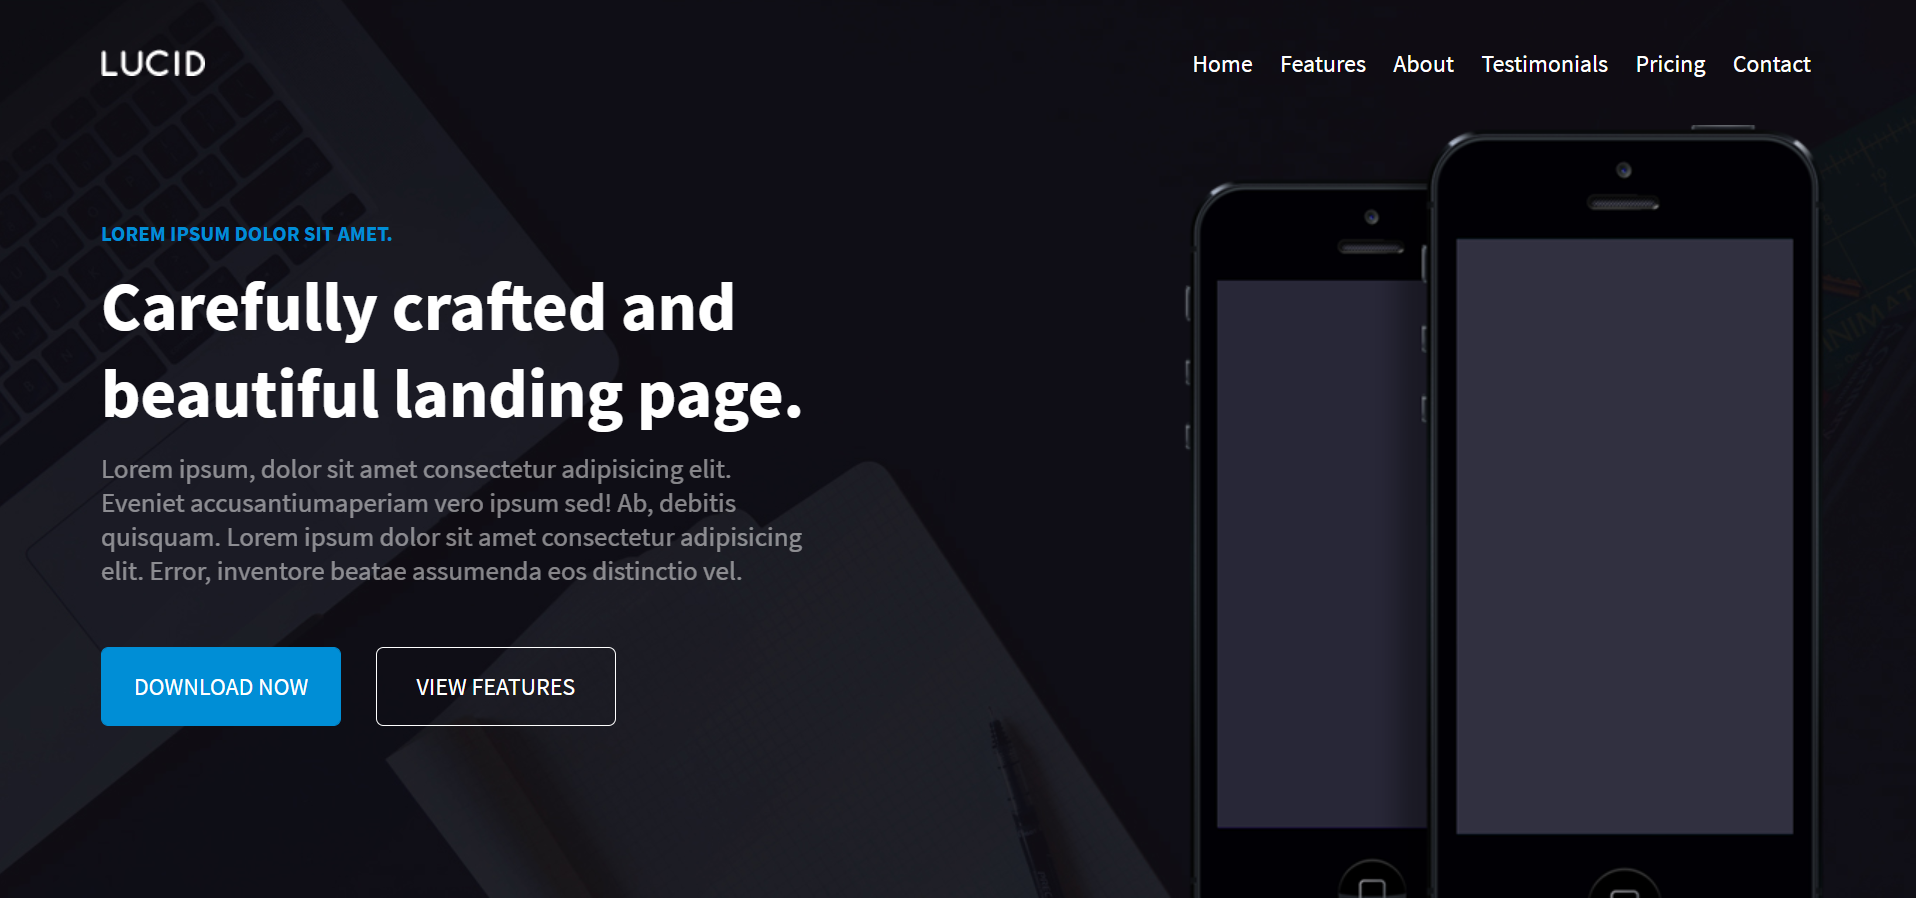 LUCID
Home Features About Testimonials Pricing Contact
LOREM IPSUM DOLOR SIT AMET.
Carefully crafted and
beautiful landing page.
Lorem ipsum, dolor sit amet consectetur adipisicing elit.
Eveniet accusantiumaperiam vero ipsum sed! Ab, debitis
quisquam. Lorem ipsum dolor sit amet consectetur adipisicing
elit. Error, inventore beatae assumenda eos distinctio vel.
DOWNLOAD NOW
VIEW FEATURES